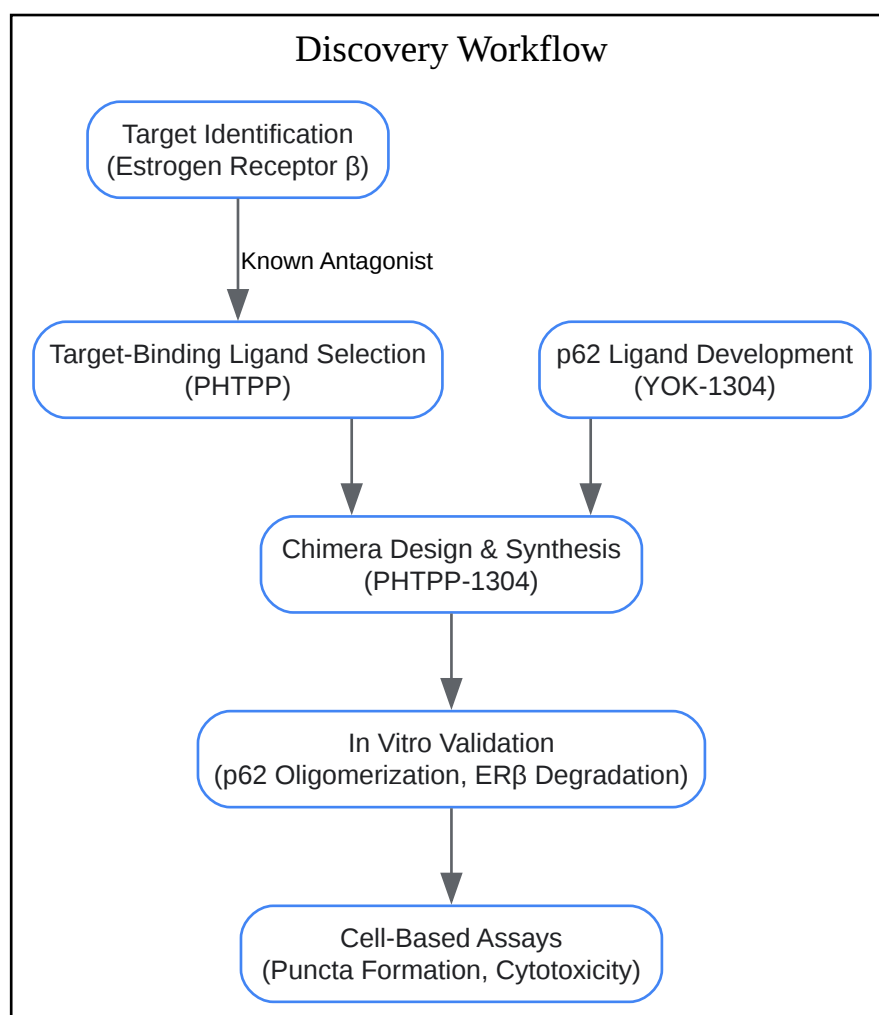 Discovery Workflow
Target Identification
(Estrogen Receptor β)
Known Antagonist
Target-Binding Ligand Selection
(PHTPP)
p62 Ligand Development
(YOK-1304)
Chimera Design & Synthesis
(PHTPP-1304)
In Vitro Validation
(p62 Oligomerization, ERβ Degradation)
Cell-Based Assays
(Puncta Formation, Cytotoxicity)